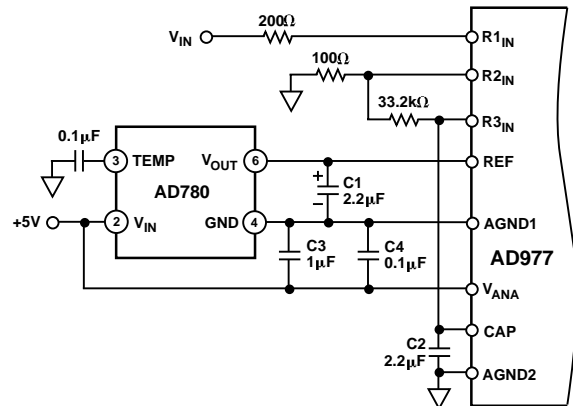 V_IN
200Ω
R1_IN
100Ω
R2_IN
33.2kΩ
R3_IN
0.1μF
3
TEMP
V_OUT
6
REF
AD780
+
–
C1
2.2μF
+5V
2
V_IN
GND
4
AGND1
C3
1μF
C4
0.1μF
AD977
V_ANA
C2
2.2μF
CAP
AGND2